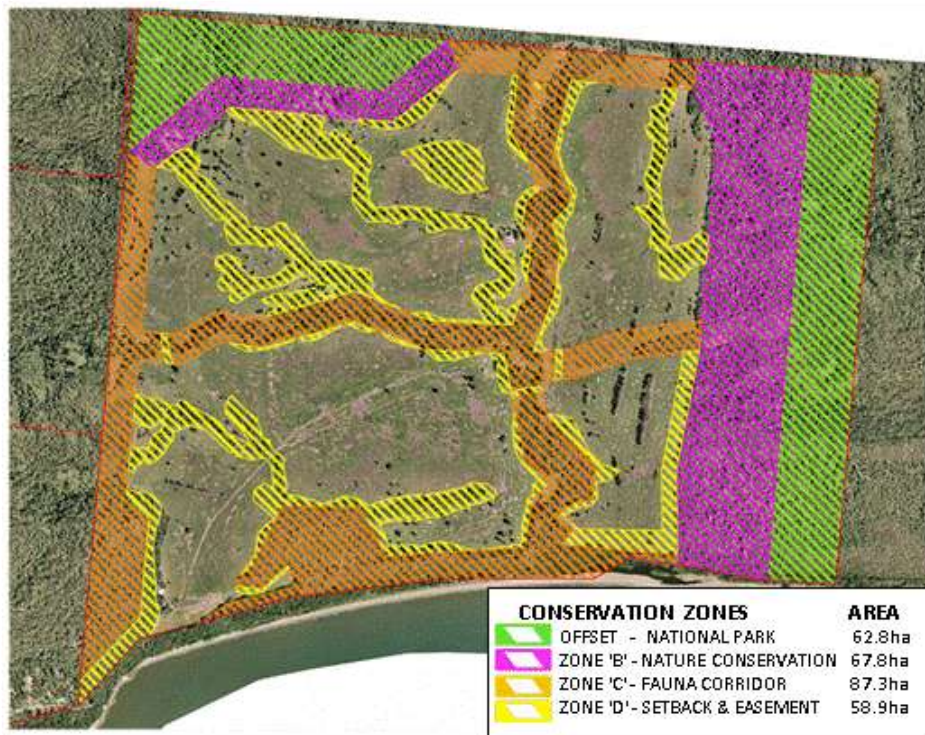 CONSERVATION ZONES AREA
OFFSET - NATIONAL PARK 62.8ha
ZONE 'B' - NATURE CONSERVATION 67.8ha
ZONE 'C' - FAUNA CORRIDOR 87.3ha
ZONE 'D' - SETBACK & EASEMENT 58.9ha